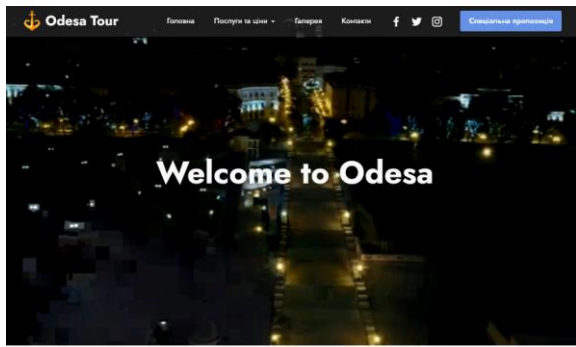 Odesa Tour
Головна
Послуги та ціни
Галерея
Контакти
Спеціальна пропозиція
Welcome to Odesa